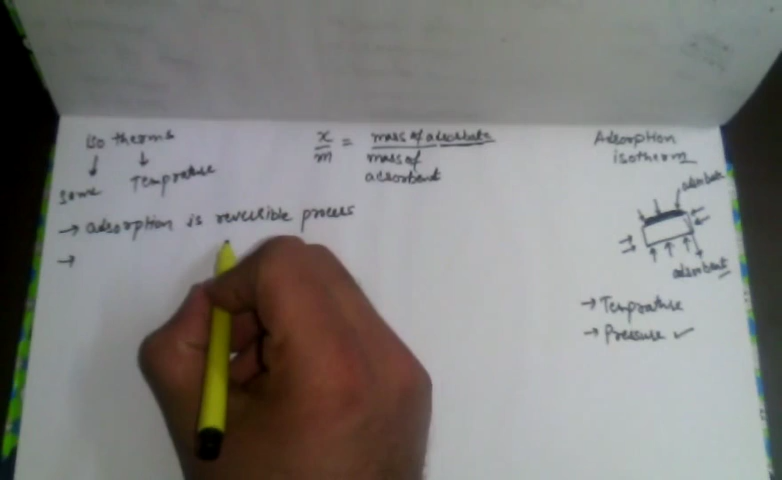 iso therms
↓ ↓
same Temprature
x/m = mass of adsorbate / mass of adsorbent
→ adsorption is reversible process
→
Adsorption
isotherm
adsorbate
adsorbent
→ Temprature
→ Pressure ✓